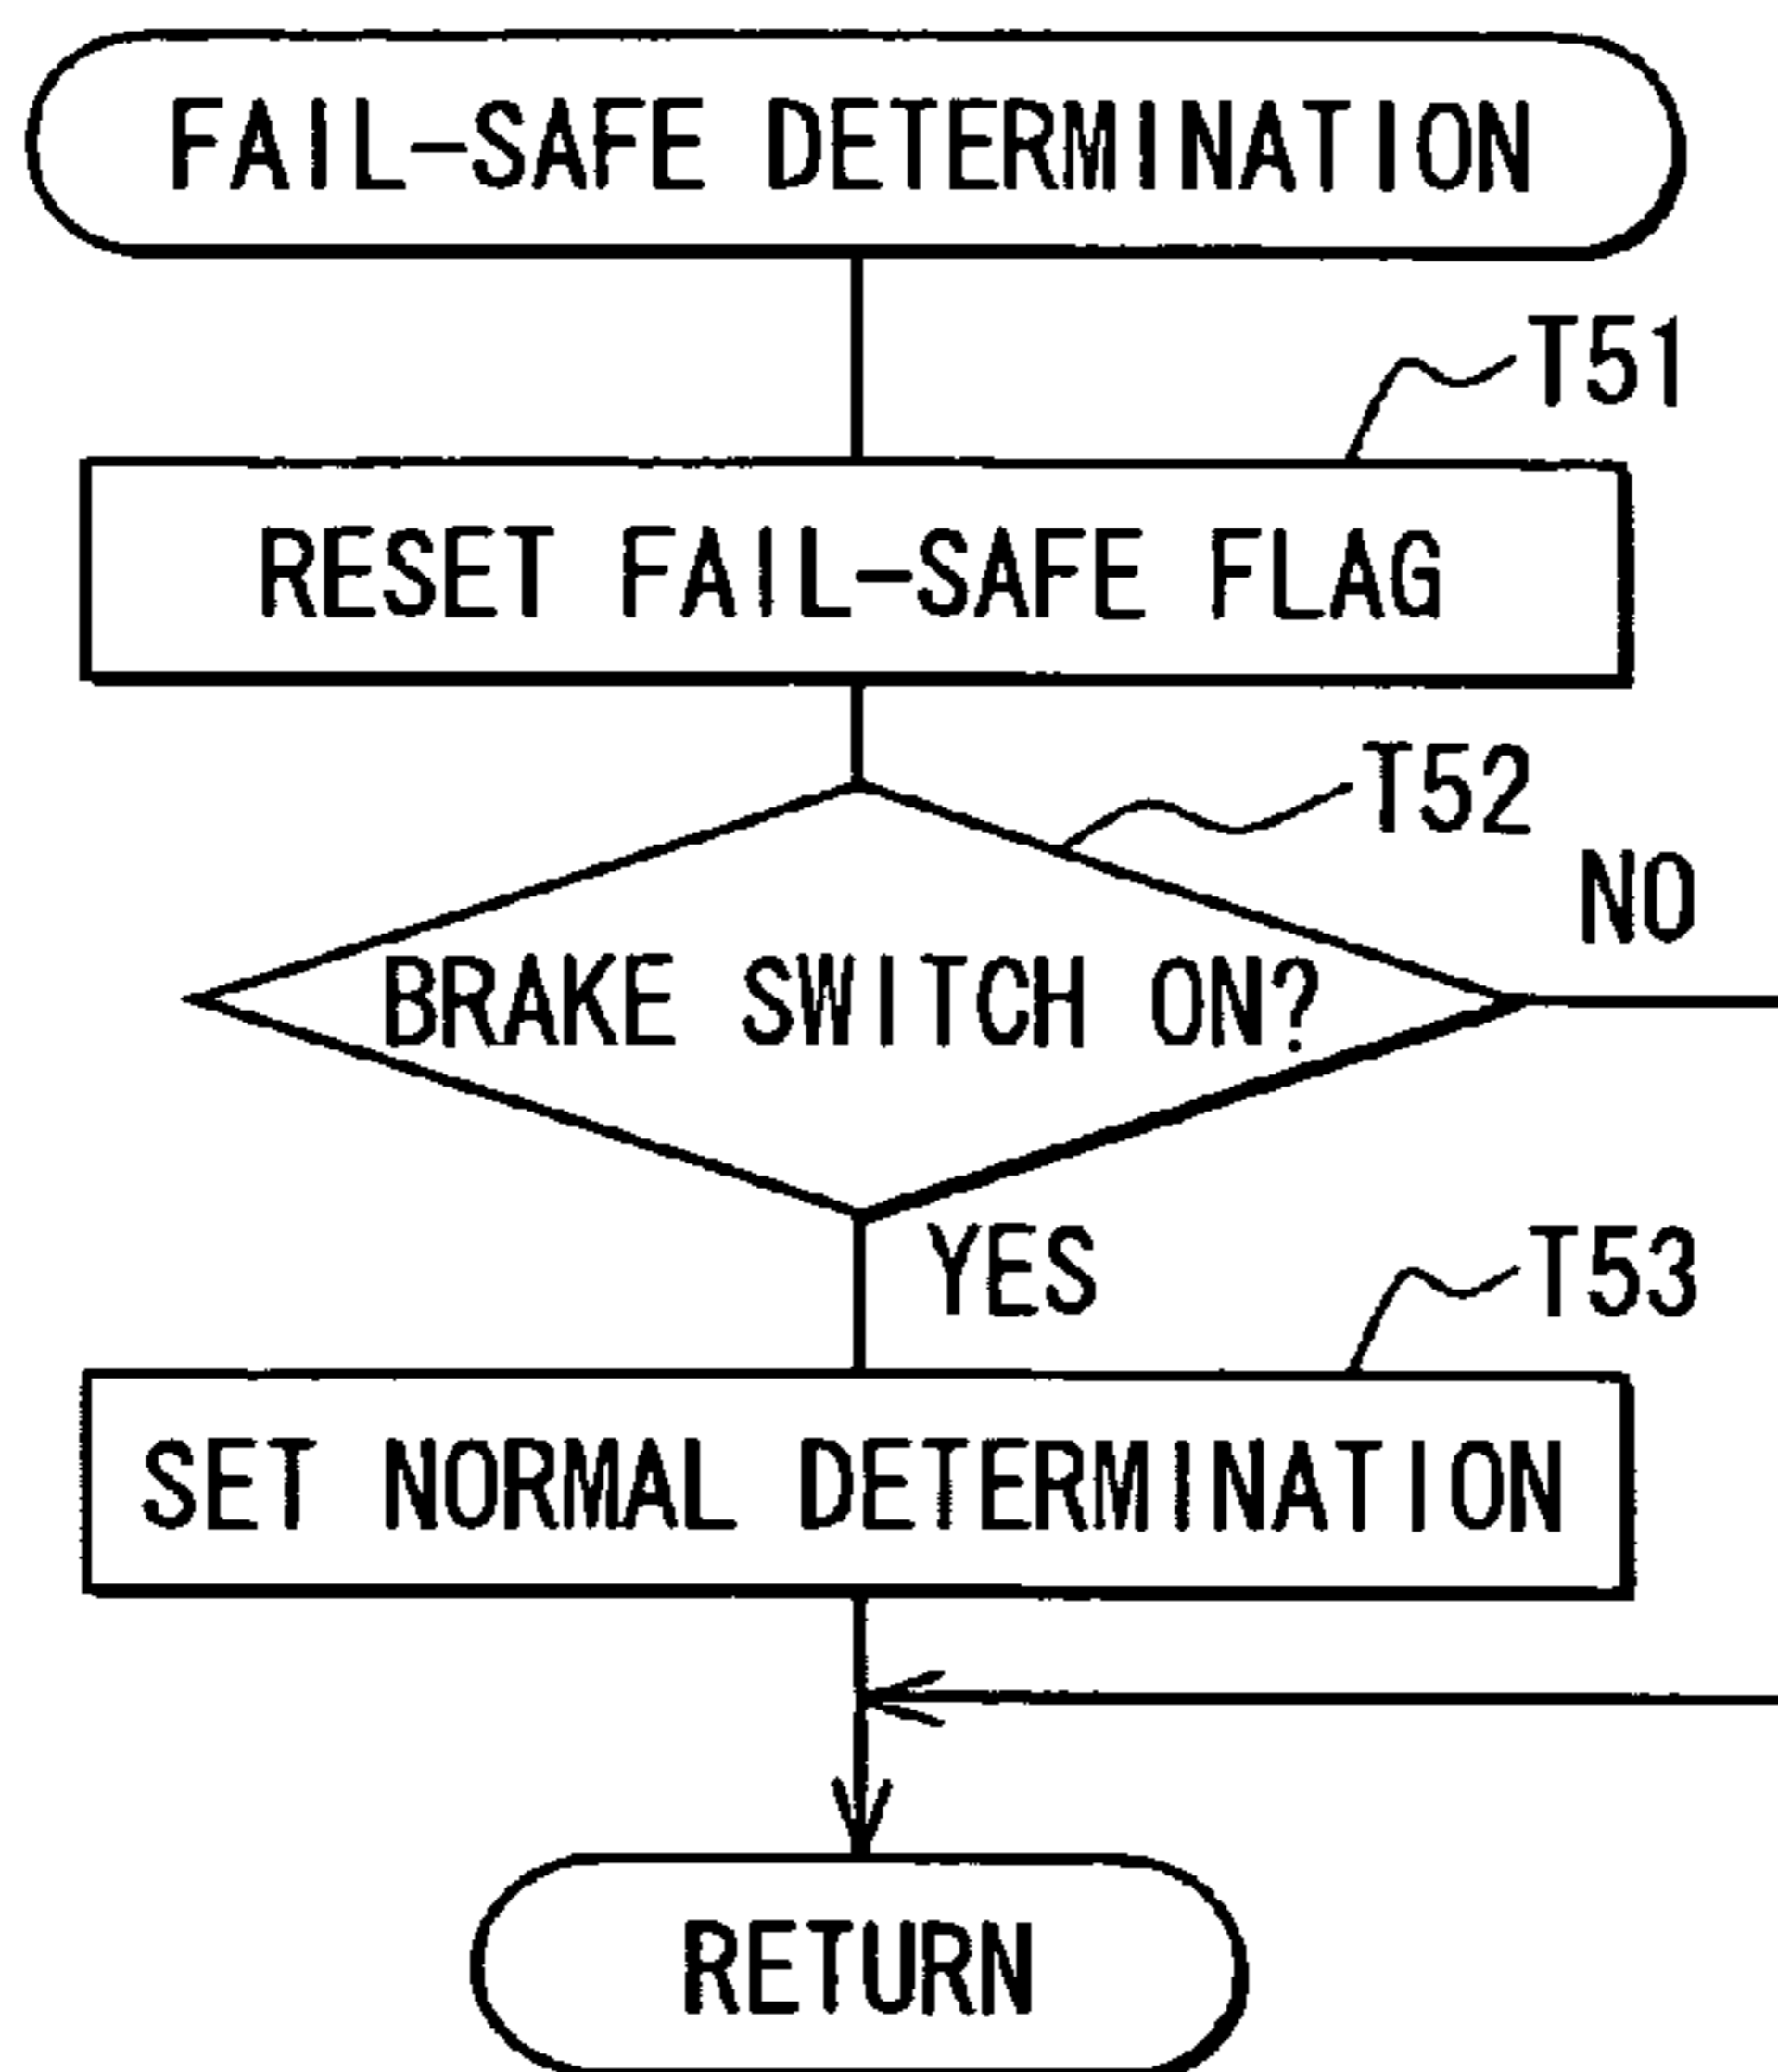 FAIL-SAFE DETERMINATION
T51
RESET FAIL-SAFE FLAG
T52
NO
BRAKE SWITCH ON?
YES
T53
SET NORMAL DETERMINATION
RETURN